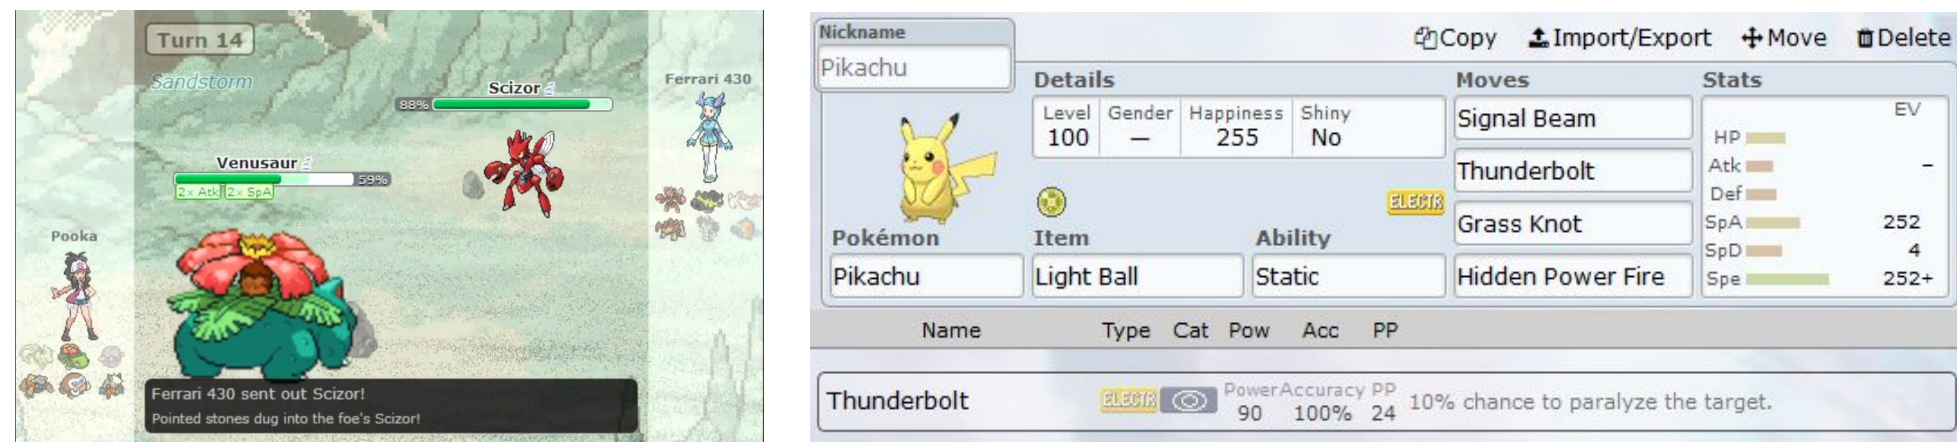 Turn 14
Sandstorm
Scizor
88%
Ferrari 430
Venusaur
59%
2× Atk 2× SpA
Pooka
Ferrari 430 sent out Scizor!
Pointed stones dug into the foe's Scizor!
Nickname
Pikachu
Copy Import/Export Move Delete
Details
Level Gender Happiness Shiny
100 — 255 No
ELECTR
Pokémon Item Ability
Pikachu Light Ball Static
Moves
Signal Beam
Thunderbolt
Grass Knot
Hidden Power Fire
Stats
EV
HP
Atk –
Def
SpA 252
SpD 4
Spe 252+
Name Type Cat Pow Acc PP
Thunderbolt ELECTR Power 90 Accuracy 100% PP 24 10% chance to paralyze the target.